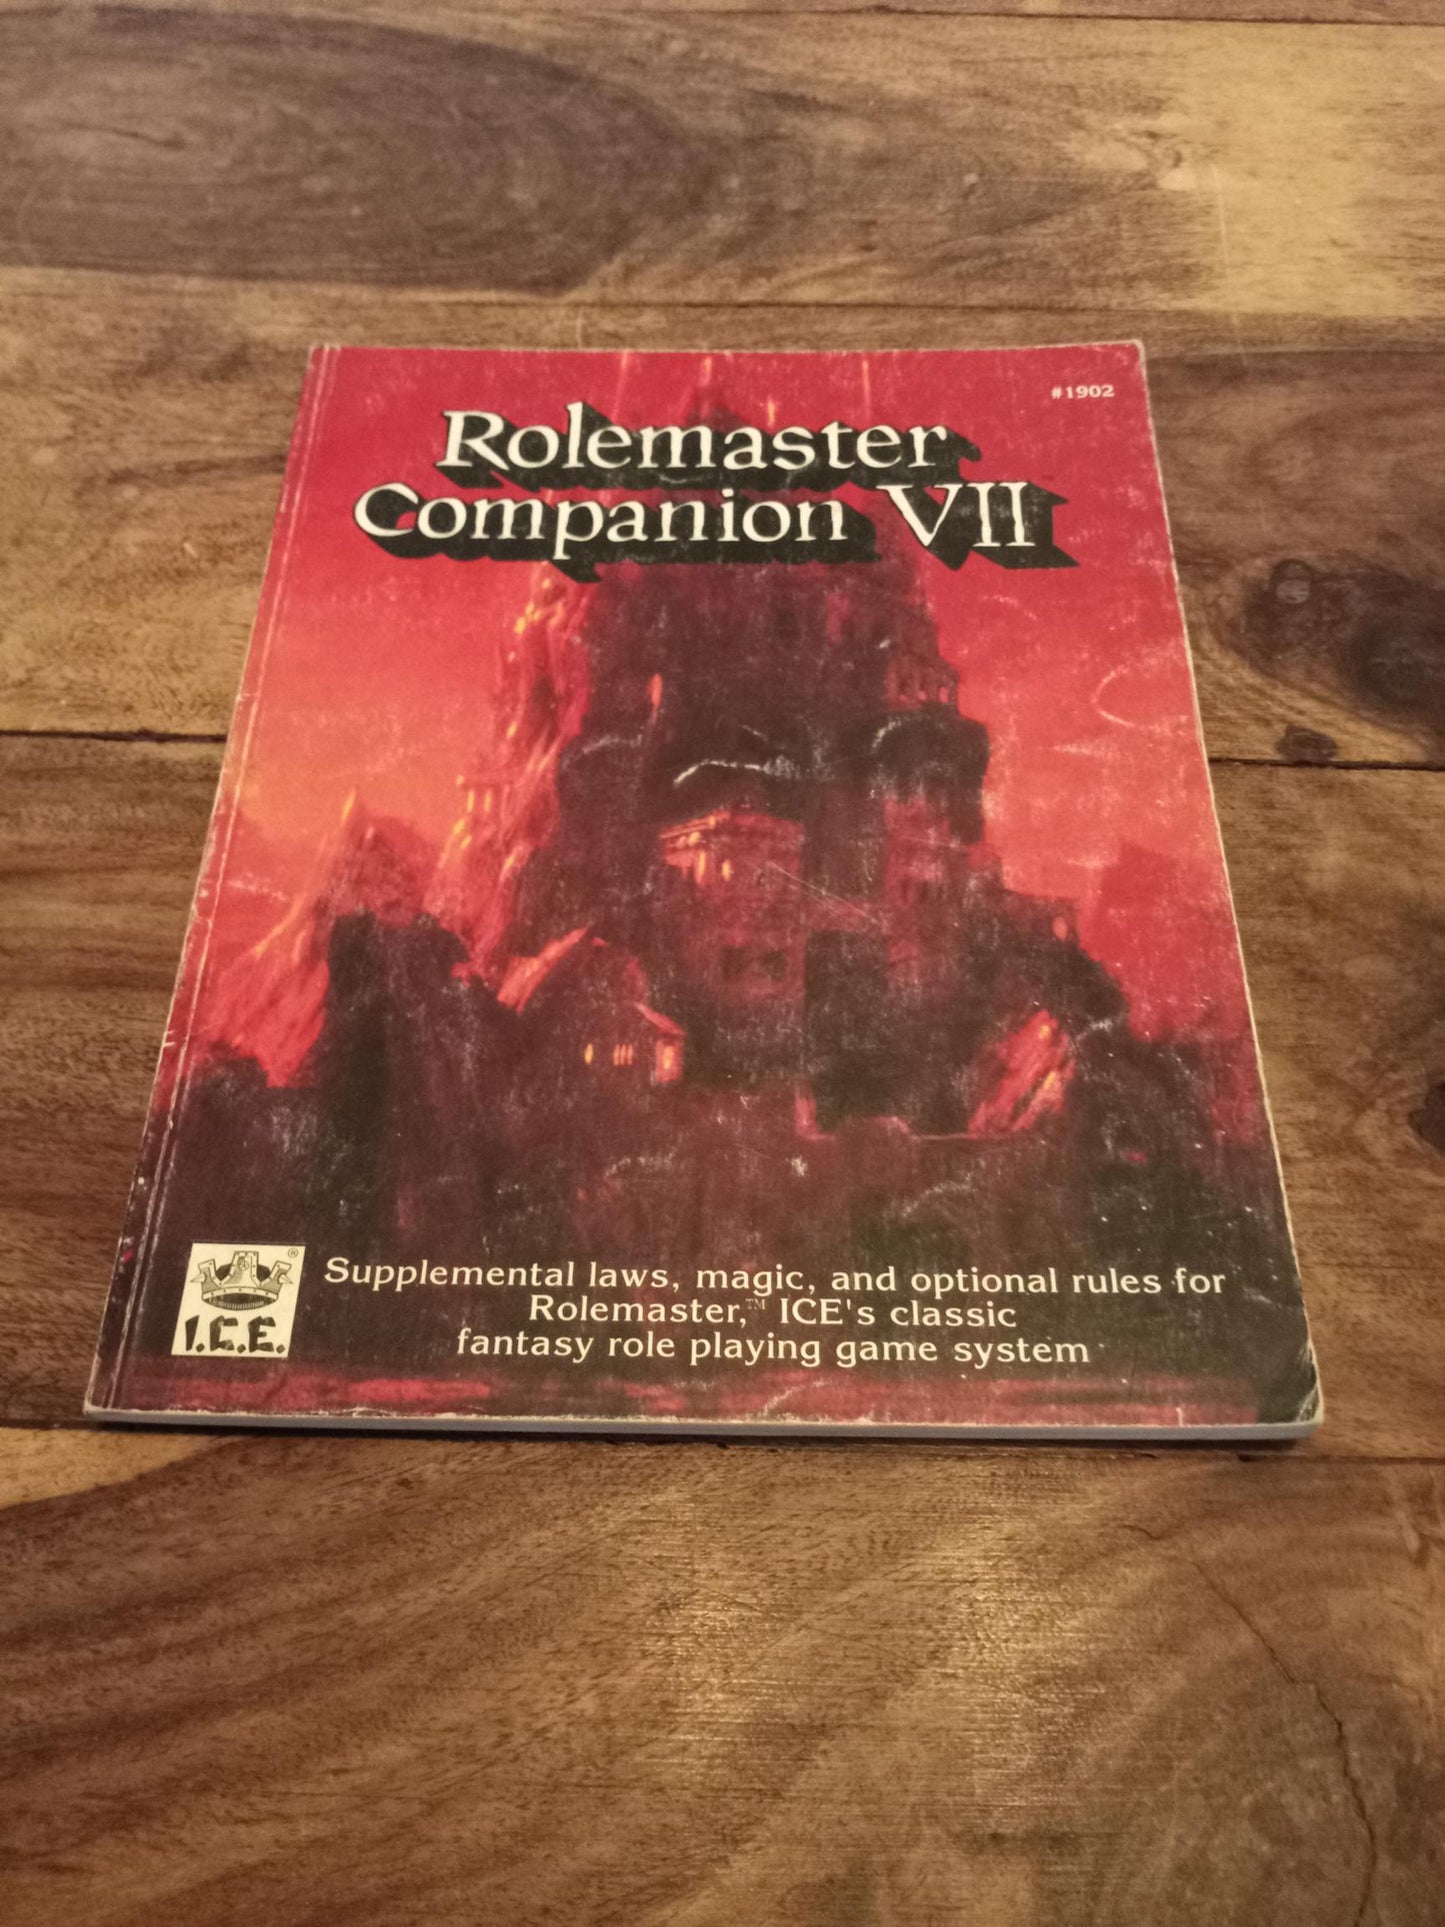 #1902
Rolemaster
Companion VII
®
I.C.E.
Supplemental laws, magic, and optional rules for
Rolemaster,™ ICE's classic
fantasy role playing game system